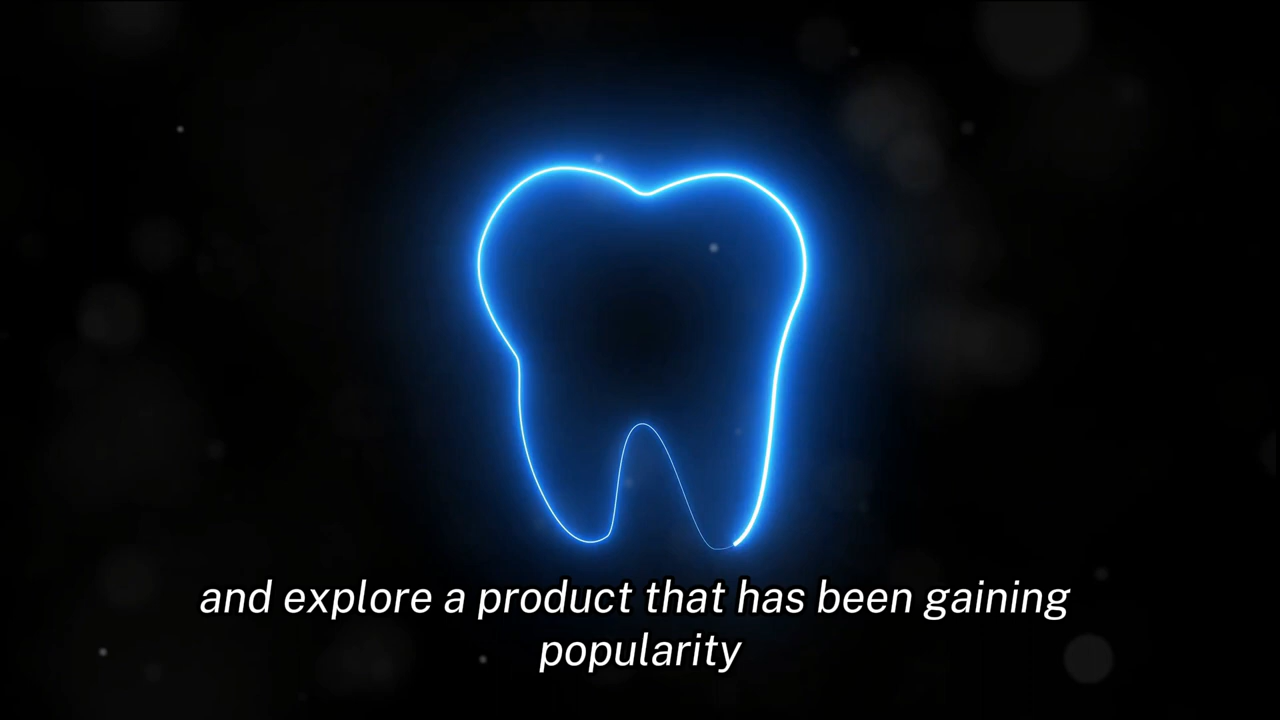 and explore a product that has been gaining
popularity